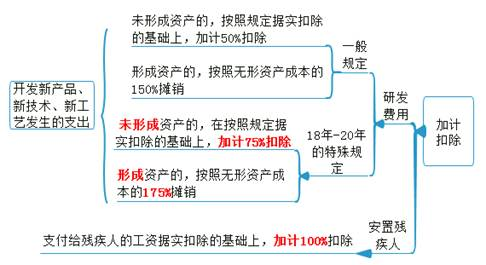 未形成资产的，按照规定据实扣除
的基础上，加计50%扣除
一般
规定
形成资产的，按照无形资产成本的
150%摊销
开发新产品、
新技术、新工
艺发生的支出
研发
费用
未形成资产的，在按照规定据
实扣除的基础上，加计75%扣除
18年-20年
的特殊规
定
加计
扣除
形成资产的，按照无形资产成
本的175%摊销
安置残
疾人
支付给残疾人的工资据实扣除的基础上，加计100%扣除